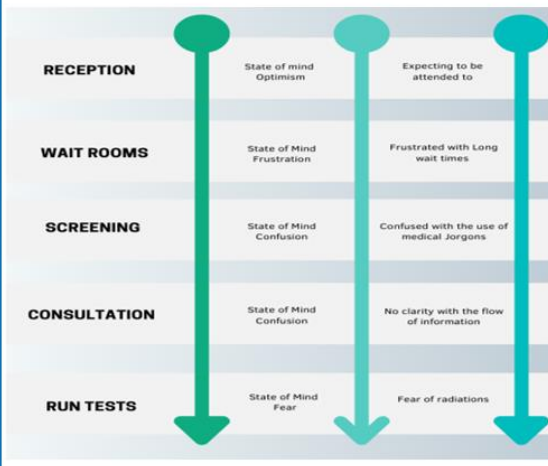 RECEPTION
State of mind
Optimism
Expecting to be
attended to
WAIT ROOMS
State of Mind
Frustration
Frustrated with Long
wait times
SCREENING
State of Mind
Confusion
Confused with the use of
medical Jorgons
CONSULTATION
State of Mind
Confusion
No clarity with the flow
of information
RUN TESTS
State of Mind
Fear
Fear of radiations